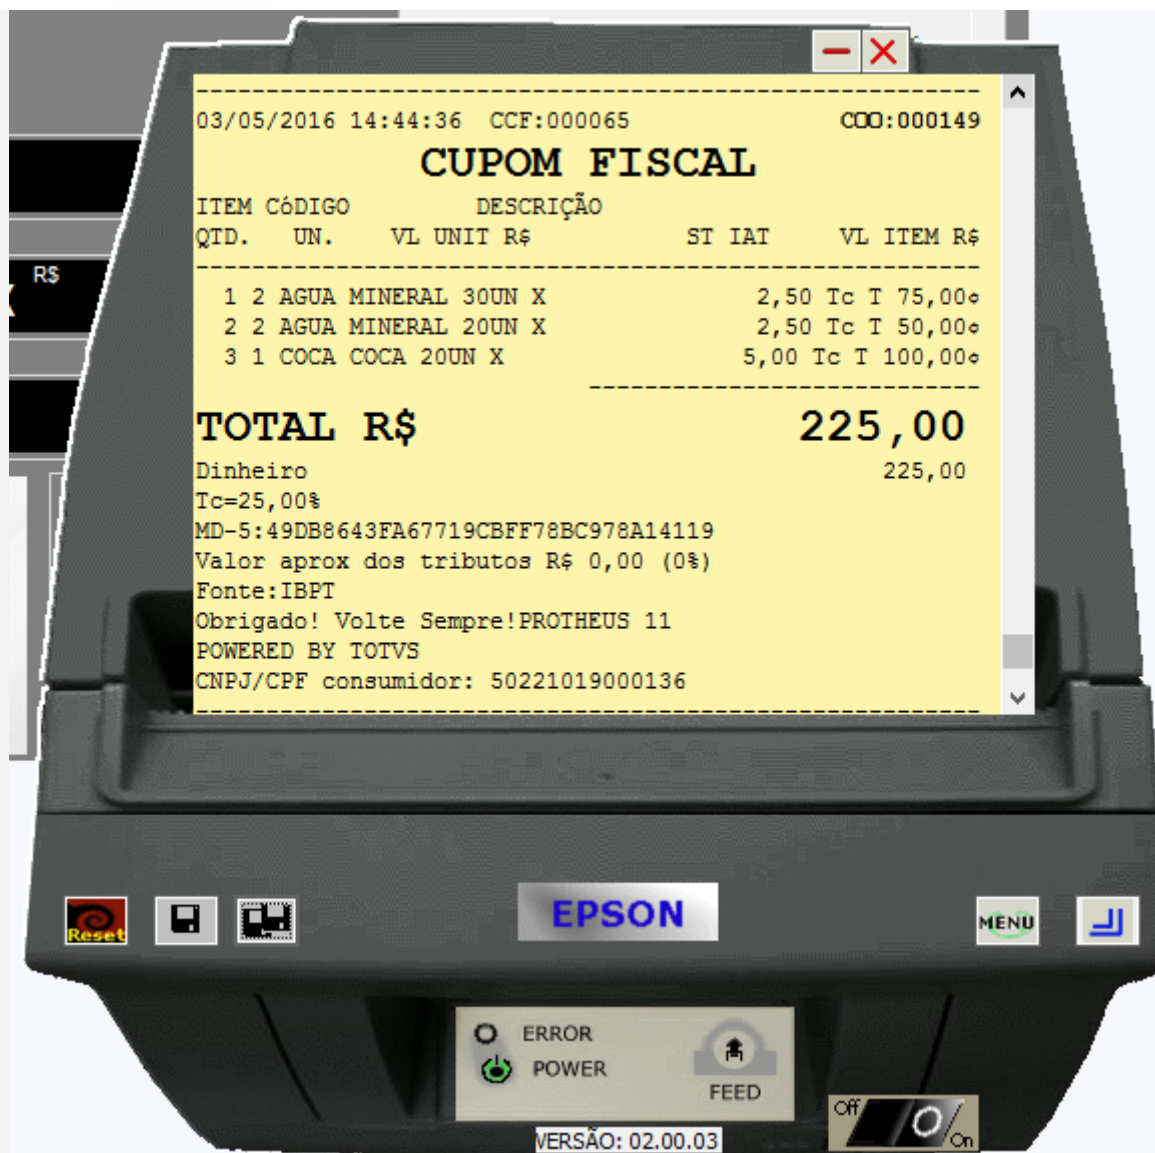 R$
--------------------------------------------------------
03/05/2016 14:44:36 CCF:000065 COO:000149
CUPOM FISCAL
ITEM CóDIGO DESCRIÇÃO
QTD. UN. VL UNIT R$ ST IAT VL ITEM R$
--------------------------------------------------------
1 2 AGUA MINERAL 30UN X 2,50 Tc T 75,00¢
2 2 AGUA MINERAL 20UN X 2,50 Tc T 50,00¢
3 1 COCA COCA 20UN X 5,00 Tc T 100,00¢
----------------------------
TOTAL R$ 225,00
Dinheiro 225,00
Tc=25,00%
MD-5:49DB8643FA67719CBFF78BC978A14119
Valor aprox dos tributos R$ 0,00 (0%)
Fonte:IBPT
Obrigado! Volte Sempre!PROTHEUS 11
POWERED BY TOTVS
CNPJ/CPF consumidor: 50221019000136
--------------------------------------------------------
Reset
EPSON
MENU
ERROR
POWER
FEED
Off
On
VERSÃO: 02.00.03